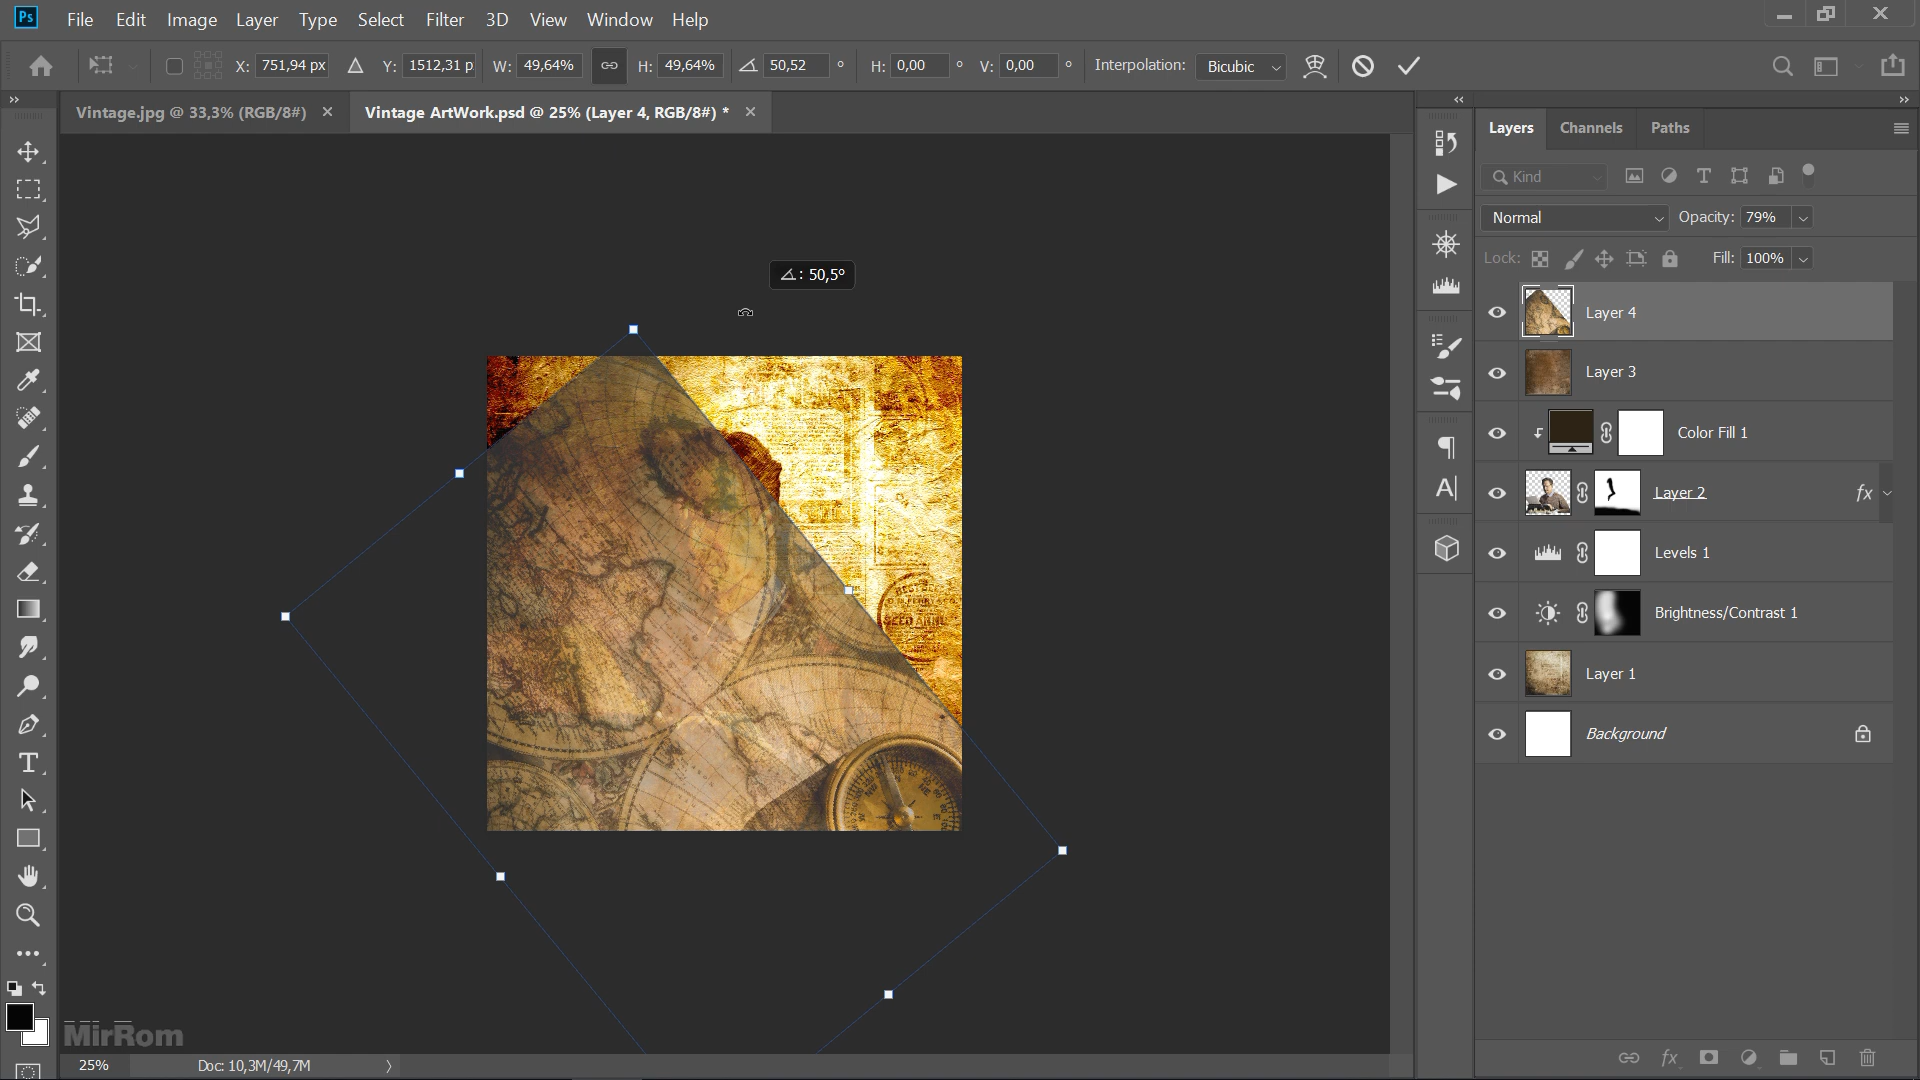 Ps File Edit Image Layer Type Select Filter 3D View Window Help
X: 751,94 px Y: 1512,31 p W: 49,64% H: 49,64% 50,52 ° H: 0,00 ° V: 0,00 ° Interpolation: Bicubic
Vintage.jpg @ 33,3% (RGB/8#) × Vintage ArtWork.psd @ 25% (Layer 4, RGB/8#) * ×
Layers Channels Paths
Kind
Normal Opacity: 79%
Lock: Fill: 100%
: 50,5°
Layer 4
Layer 3
Color Fill 1
Layer 2 fx
Levels 1
Brightness/Contrast 1
Layer 1
Background
NE
MirRom
25% Doc: 10,3M/49,7M
fx